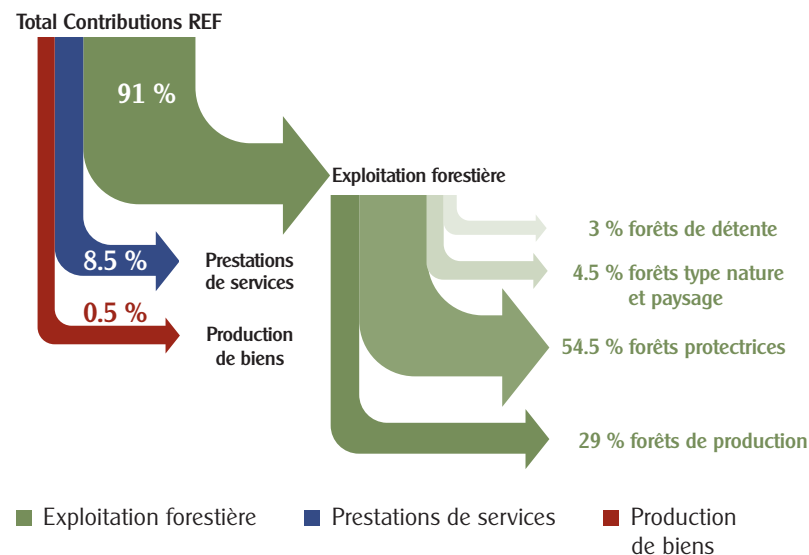 Total Contributions REF
91 %
Exploitation forestière
3 % forêts de détente
8.5 %
Prestations
de services
4.5 % forêts type nature
et paysage
0.5 %
Production
de biens
54.5 % forêts protectrices
29 % forêts de production
Exploitation forestière
Prestations de services
Production
de biens